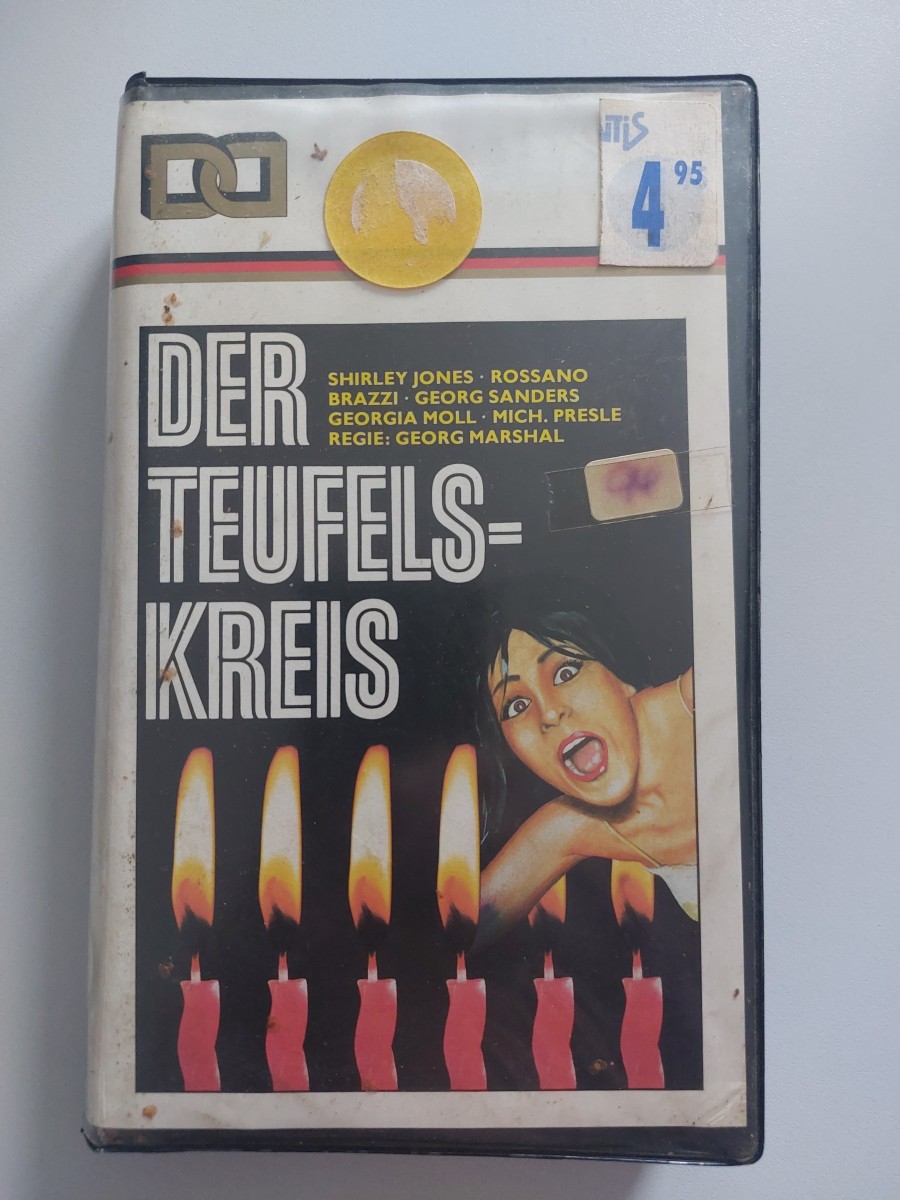 DD
NTiS
4 95
DER
TEUFELS=
KREIS
SHIRLEY JONES · ROSSANO
BRAZZI · GEORG SANDERS
GEORGIA MOLL · MICH. PRESLE
REGIE: GEORG MARSHAL